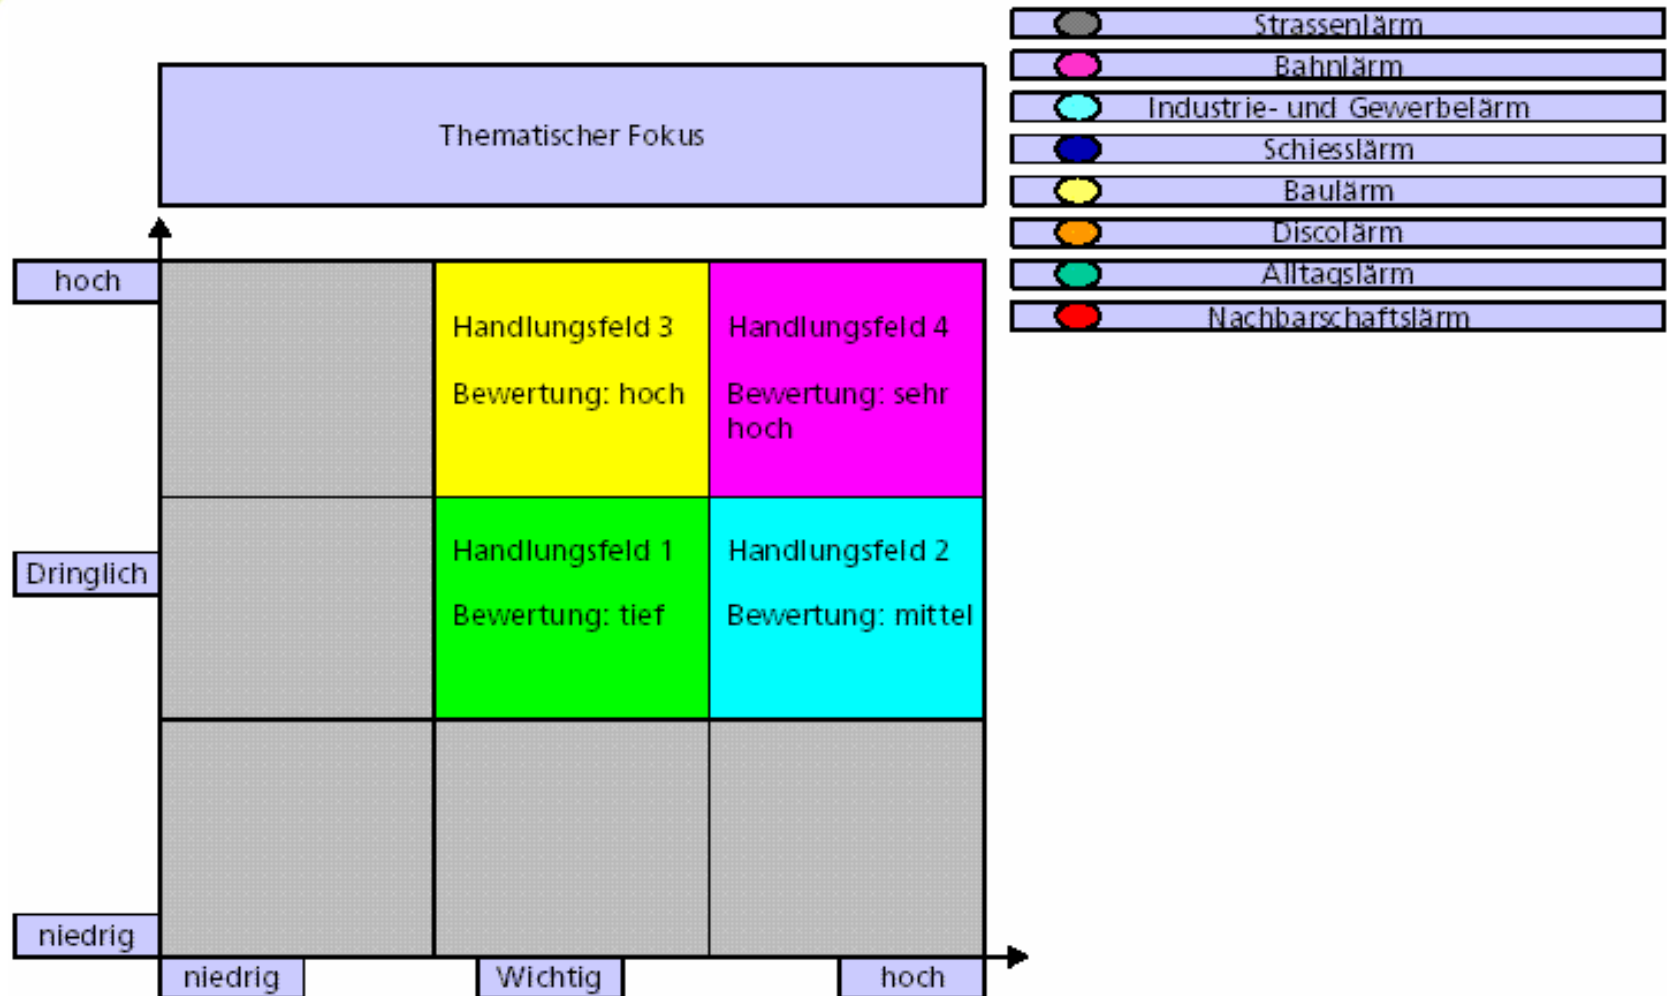 Thematischer Fokus
Strassenlärm
Bahnlärm
Industrie- und Gewerbelärm
Schiesslärm
Baulärm
Discolärm
Alltagslärm
Nachbarschaftslärm
hoch
Dringlich
niedrig
Handlungsfeld 3
Bewertung: hoch
Handlungsfeld 4
Bewertung: sehr
hoch
Handlungsfeld 1
Bewertung: tief
Handlungsfeld 2
Bewertung: mittel
niedrig
Wichtig
hoch